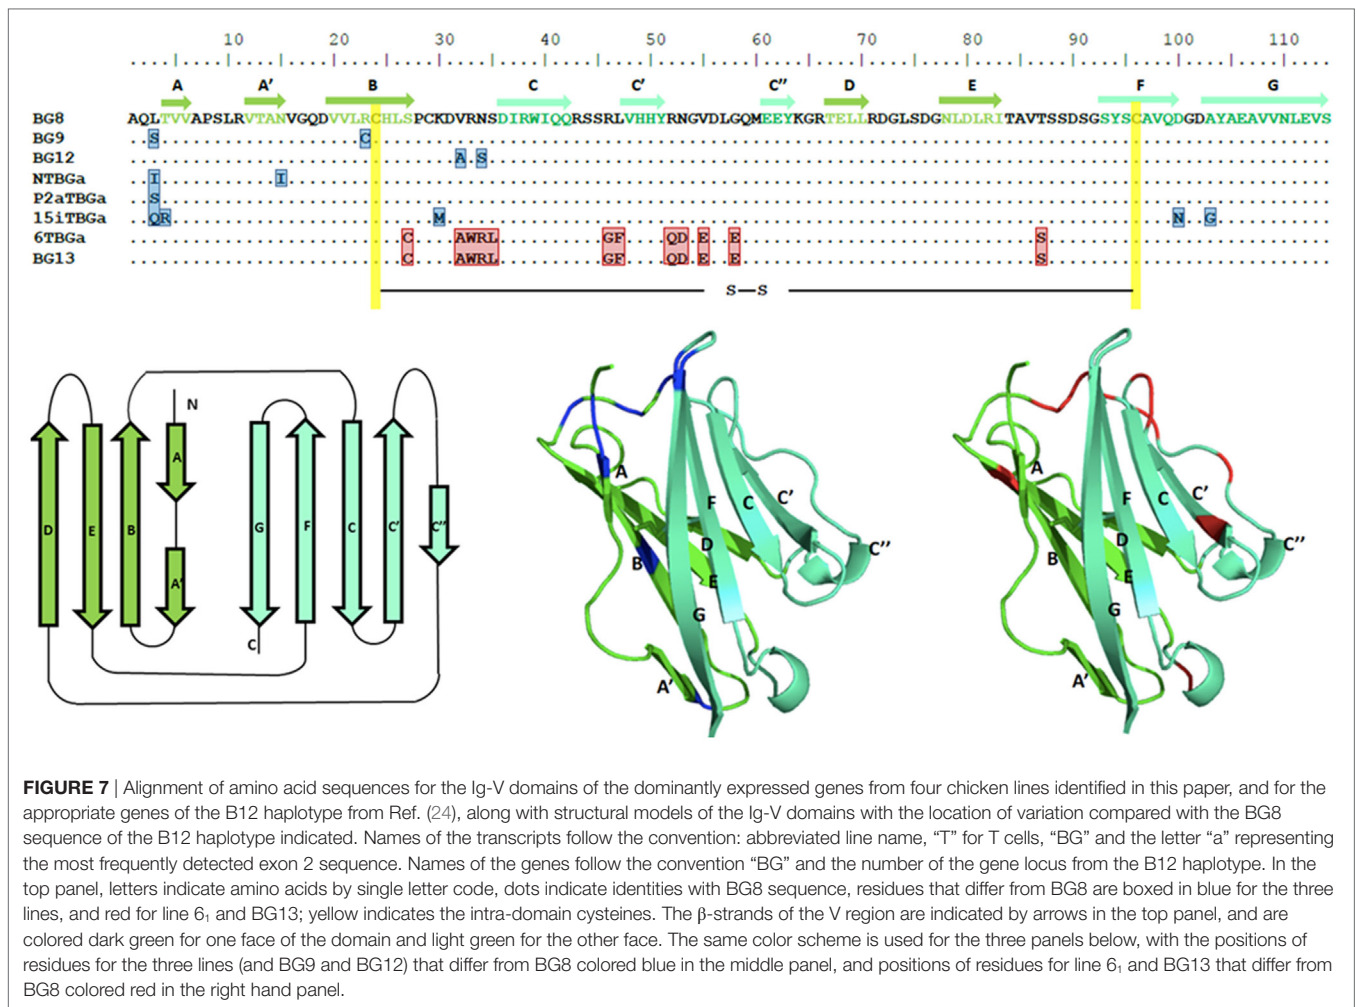 10 20 30 40 50 60 70 80 90 100 110
A A' B C C' C'' D E F G
BG8 AQLTVVAPSLRVTANVGQDVVLRCHLSPCKDVRNSDIRWIQQRSSRLVHHYRNGVDLGQMEEYKGRTELLRDGLSDGNLDLRITAVTSSDSGSYSCAVQDGDAYAEAVVNLEVS
BG9 ..S...................C...........................................................................................
BG12 ...............................A.S................................................................................
NTBGa ..I...........I...................................................................................................
P2aTBGa ..S...............................................................................................................
15iTBGa ..QR.........................M.....................................................................N..G...........
6TBGa ..........................C....AWRL..........GF....QD.E..E............................S...........................
BG13 ..........................C....AWRL..........GF....QD.E..E............................S...........................
S—S
N
A
D E B G F C C' C''
A'
C
A F C C' C''
D
B E
G
A'
A F C C' C''
D
B E
G
A'
FIGURE 7 | Alignment of amino acid sequences for the Ig-V domains of the dominantly expressed genes from four chicken lines identified in this paper, and for the
appropriate genes of the B12 haplotype from Ref. (24), along with structural models of the Ig-V domains with the location of variation compared with the BG8
sequence of the B12 haplotype indicated. Names of the transcripts follow the convention: abbreviated line name, “T” for T cells, “BG” and the letter “a” representing
the most frequently detected exon 2 sequence. Names of the genes follow the convention “BG” and the number of the gene locus from the B12 haplotype. In the
top panel, letters indicate amino acids by single letter code, dots indicate identities with BG8 sequence, residues that differ from BG8 are boxed in blue for the three
lines, and red for line 6₁ and BG13; yellow indicates the intra-domain cysteines. The β-strands of the V region are indicated by arrows in the top panel, and are
colored dark green for one face of the domain and light green for the other face. The same color scheme is used for the three panels below, with the positions of
residues for the three lines (and BG9 and BG12) that differ from BG8 colored blue in the middle panel, and positions of residues for line 6₁ and BG13 that differ from
BG8 colored red in the right hand panel.